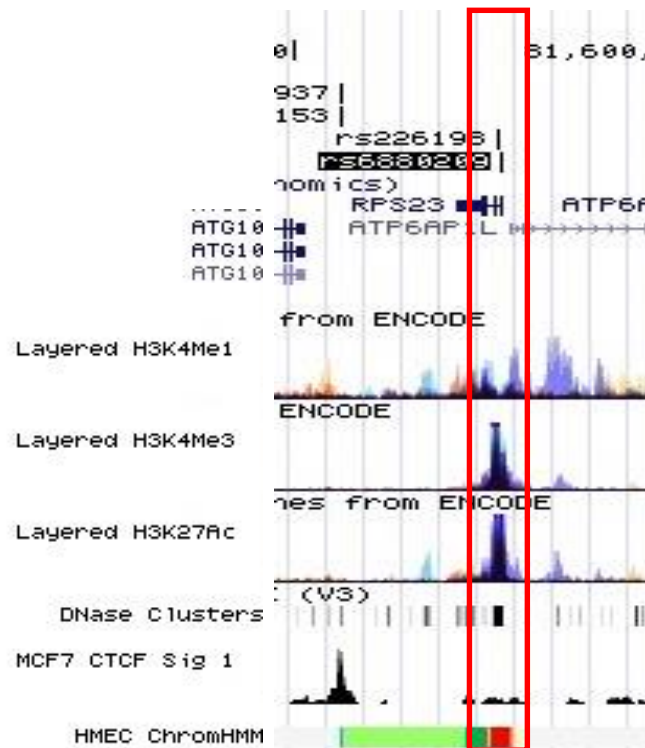 0| 81,600,
937 |
153 |
rs226198 |
rs6880209 |
nomics)
RPS23 ATP6A
ATG10 ATP6AP1L
ATG10
ATG10
from ENCODE
Layered H3K4Me1
ENCODE
Layered H3K4Me3
nes from ENCODE
Layered H3K27Ac
(V3)
DNase Clusters
MCF7 CTCF Sig 1
HMEC ChromHMM